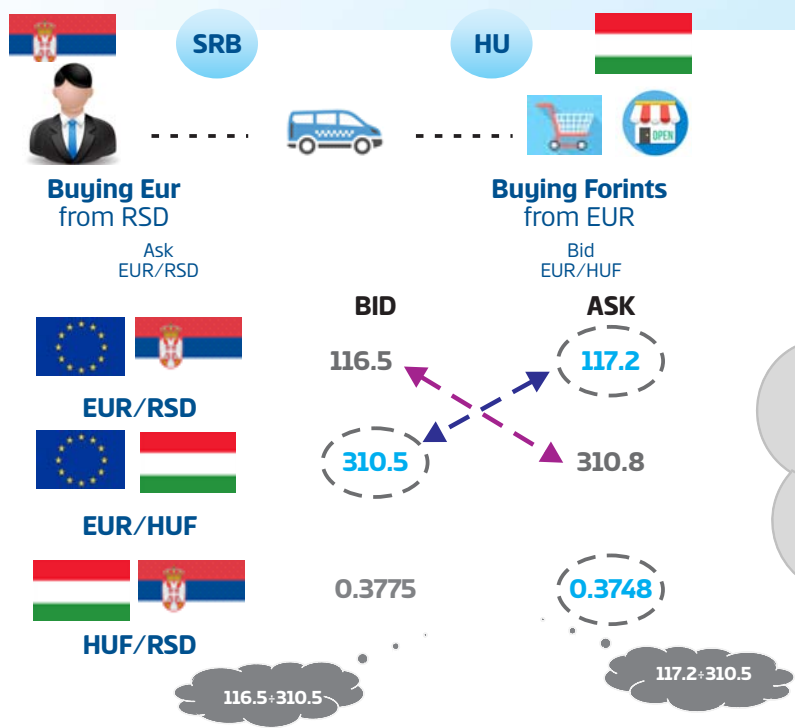 SRB
HU
OPEN
Buying Eur
from RSD
Ask
EUR/RSD
Buying Forints
from EUR
Bid
EUR/HUF
BID
ASK
116.5
117.2
EUR/RSD
310.5
310.8
EUR/HUF
0.3775
0.3748
HUF/RSD
116.5÷310.5
117.2÷310.5